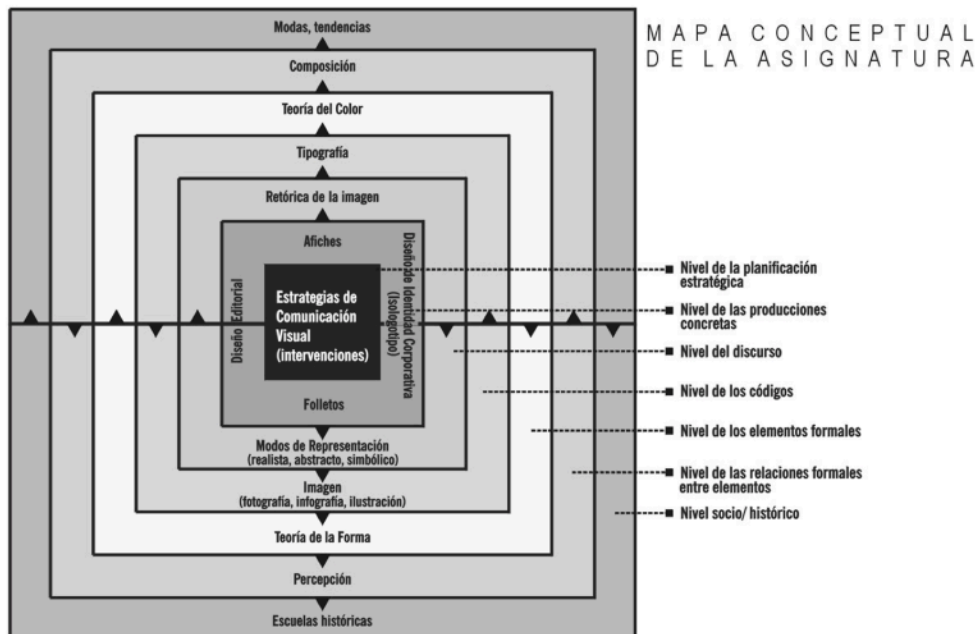 MAPA CONCEPTUAL
DE LA ASIGNATURA
Modas, tendencias
Composición
Teoría del Color
Tipografía
Retórica de la imagen
Afiches
Diseño Editorial
Estrategias de
Comunicación
Visual
(intervenciones)
Diseño de Identidad Corporativa
(Isologotipo)
Folletos
Modos de Representación
(realista, abstracto, simbólico)
Imagen
(fotografía, infografía, ilustración)
Teoría de la Forma
Percepción
Escuelas históricas
Nivel de la planificación
estratégica
Nivel de las producciones
concretas
Nivel del discurso
Nivel de los códigos
Nivel de los elementos formales
Nivel de las relaciones formales
entre elementos
Nivel socio/ histórico